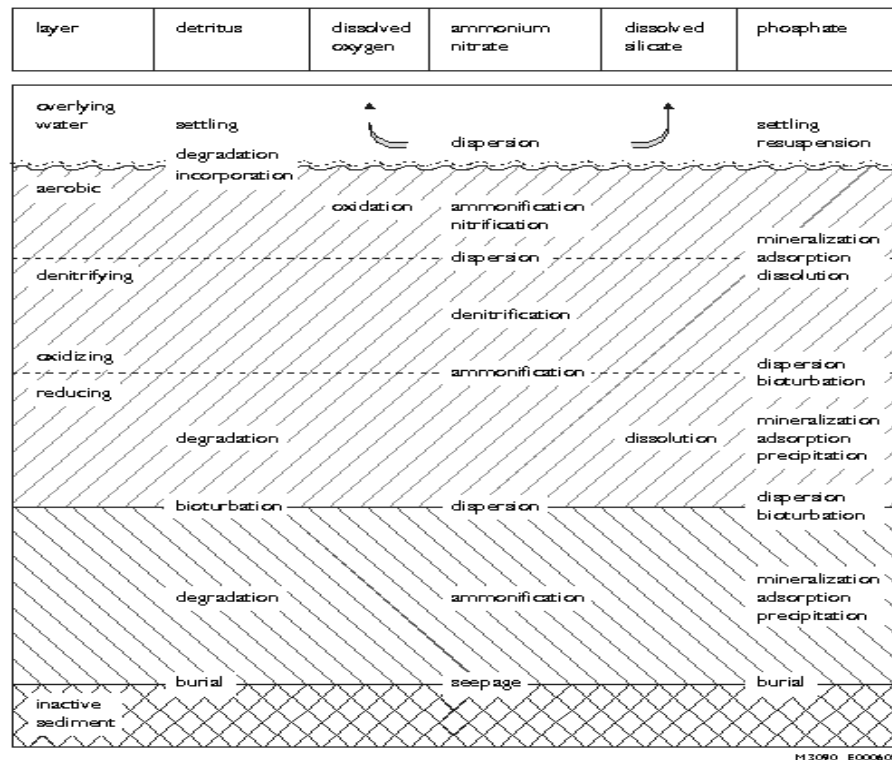 layer detritus dissolved oxygen ammonium nitrate dissolved silicate phosphate
overlying water
settling
dispersion
settling
resuspension
degradation
incorporation
aerobic
oxidation
ammonification
nitrification
mineralization
adsorption
dissolution
dispersion
denitrifying
denitrification
oxidizing
ammonification
dispersion
bioturbation
reducing
degradation
dissolution
mineralization
adsorption
precipitation
bioturbation
dispersion
dispersion
bioturbation
degradation
ammonification
mineralization
adsorption
precipitation
burial
seepage
burial
inactive
sediment
M3090 E00060